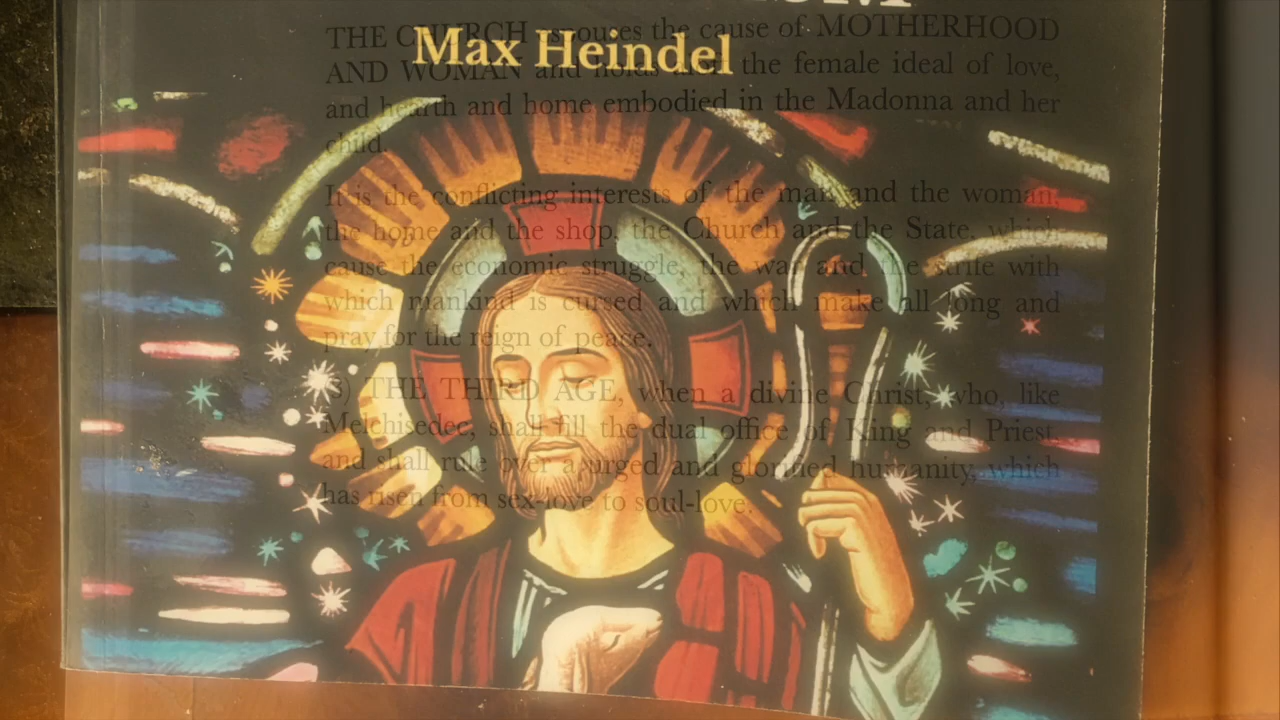 Max Heindel
THE CHURCH espouses the cause of MOTHERHOOD
AND WOMAN and holds aloft the female ideal of love,
and hearth and home embodied in the Madonna and her
child.
It is the conflicting interests of the man and the woman,
the home and the shop, the Church and the State, which
cause the economic struggle, the war and the strife with
which mankind is cursed and which make all long and
pray for the reign of peace.
3) THE THIRD AGE, when a divine Christ, who, like
Melchisedec, shall fill the dual office of King and Priest
and shall rule over a purged and glorified humanity, which
has risen from sex-love to soul-love.